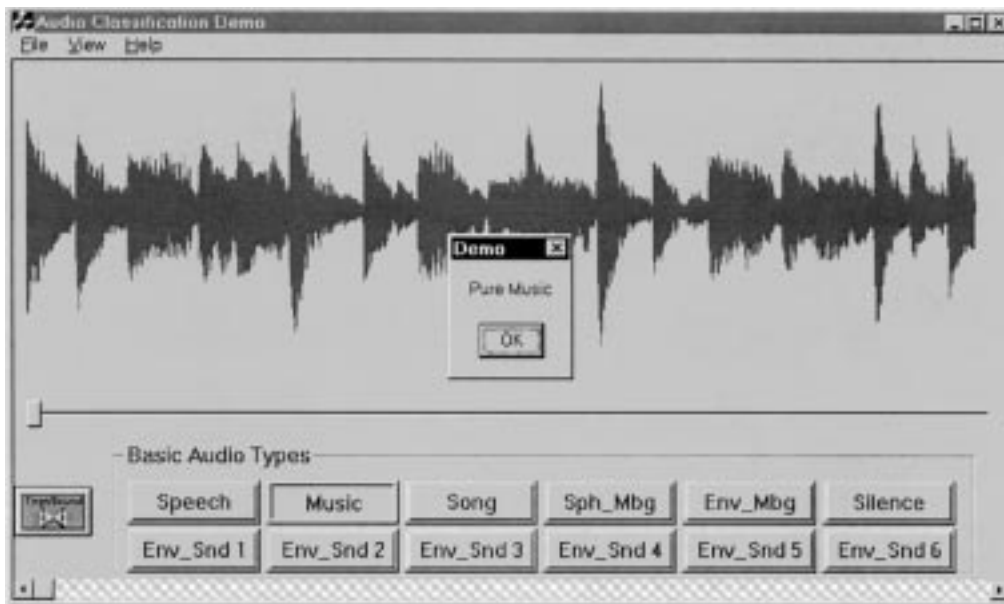 Audio Classification Demo
File View Help
Demo
Pure Music
OK
Basic Audio Types
Speech Music Song Sph_Mbg Env_Mbg Silence
Env_Snd 1 Env_Snd 2 Env_Snd 3 Env_Snd 4 Env_Snd 5 Env_Snd 6